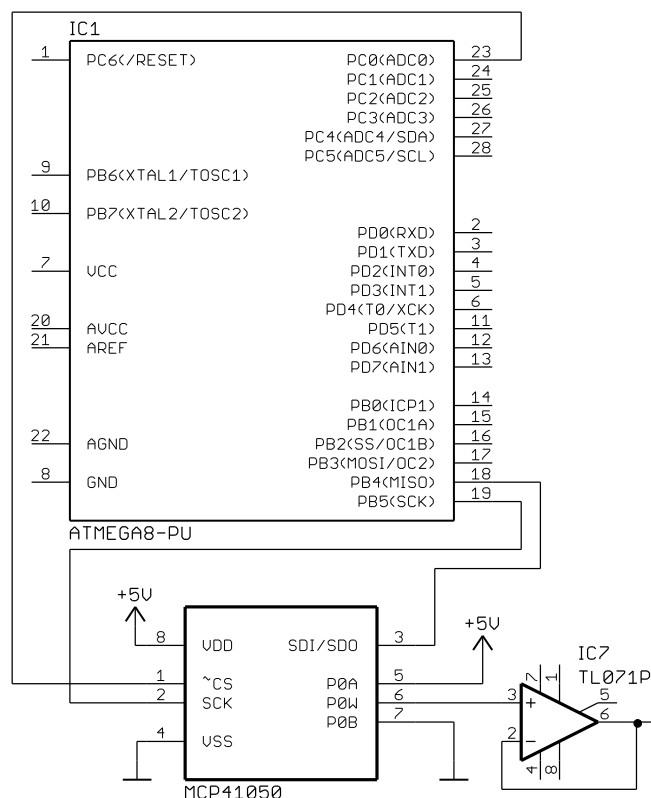 IC1
1 PC6(/RESET) PC0(ADC0) 23
PC1(ADC1) 24
PC2(ADC2) 25
PC3(ADC3) 26
PC4(ADC4/SDA) 27
PC5(ADC5/SCL) 28
9 PB6(XTAL1/TOSC1)
10 PB7(XTAL2/TOSC2)
PD0(RXD) 2
PD1(TXD) 3
7 VCC PD2(INT0) 4
PD3(INT1) 5
PD4(T0/XCK) 6
20 AVCC PD5(T1) 11
21 AREF PD6(AIN0) 12
PD7(AIN1) 13
PB0(ICP1) 14
PB1(OC1A) 15
22 AGND PB2(SS/OC1B) 16
PB3(MOSI/OC2) 17
8 GND PB4(MISO) 18
PB5(SCK) 19
ATMEGA8-PU
+5V
+5V
8 VDD SDI/SDO 3
IC7
TL071P
1 ~CS P0A 5
2 SCK P0W 6
P0B 7
4 VSS
MCP41050
7 1
3 + 5
6
2 -
4 8